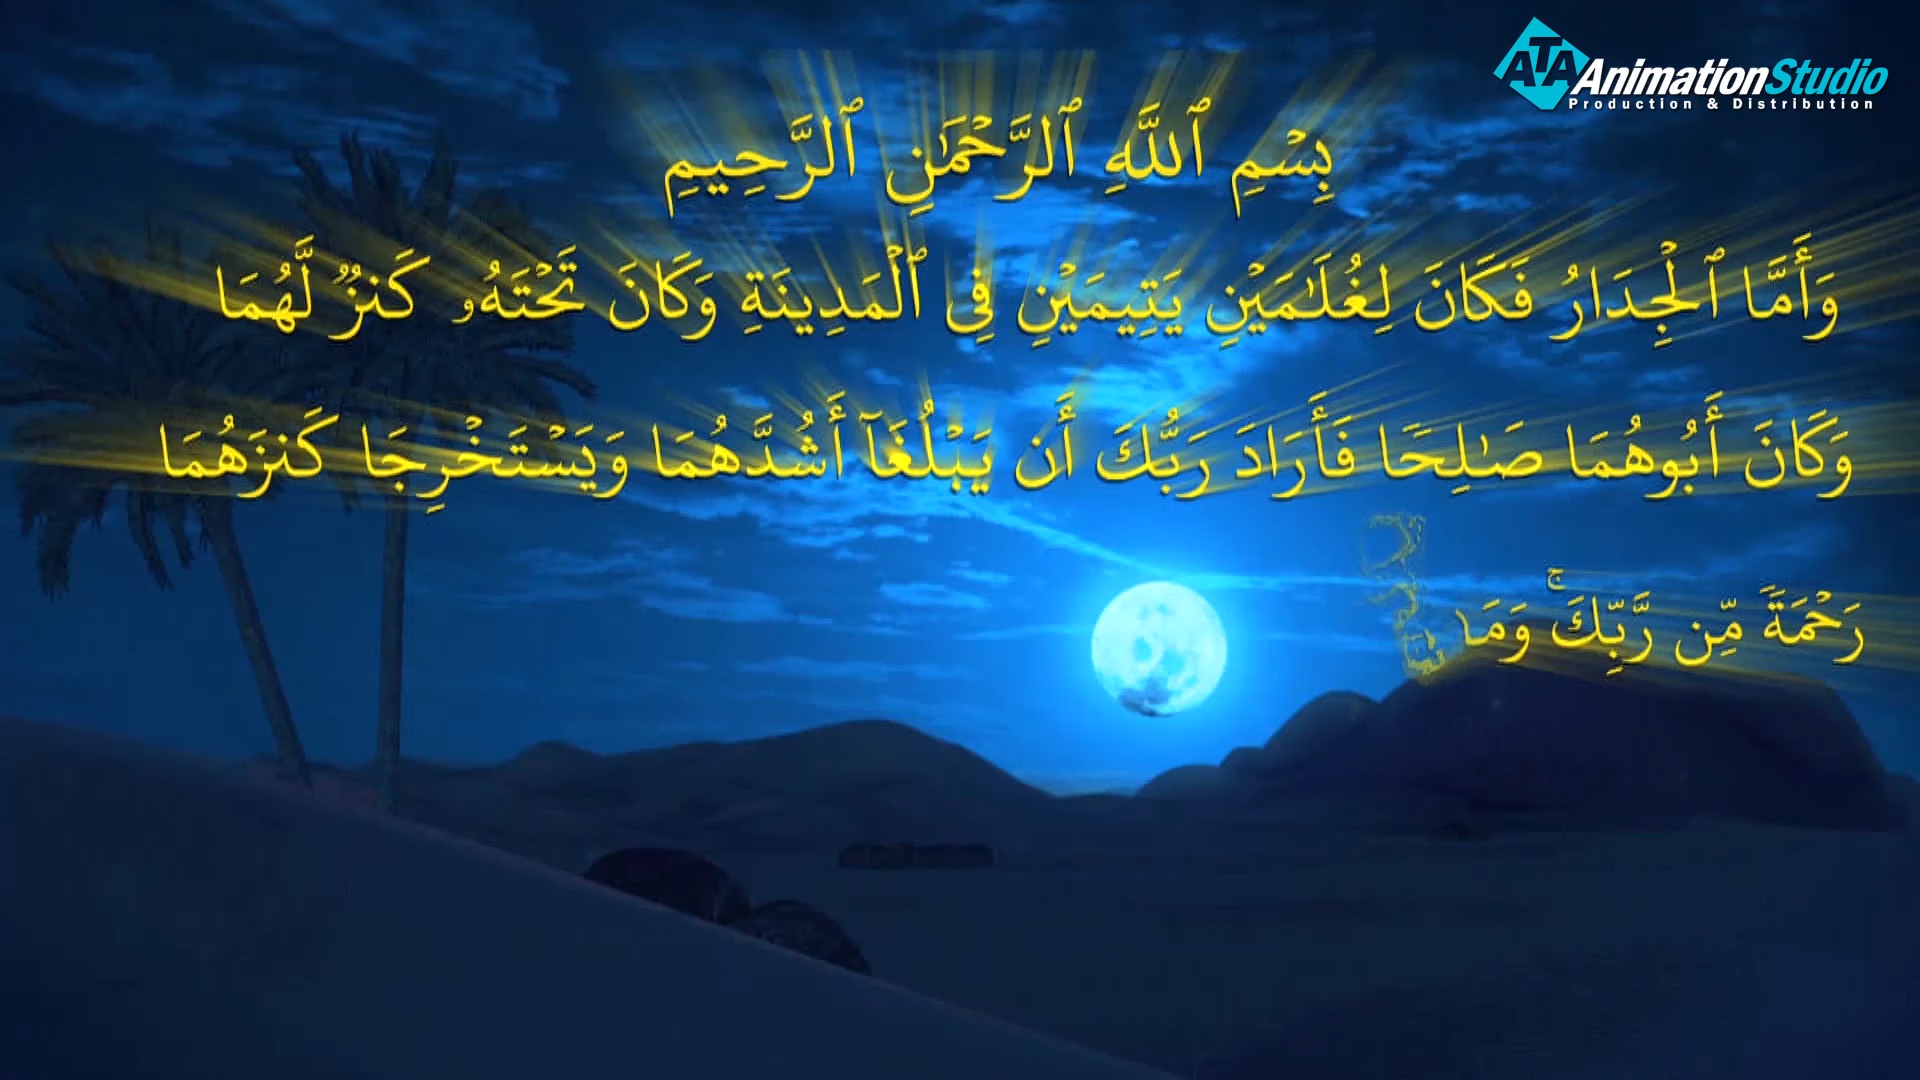 ATA AnimationStudio
Production & Distribution
بِسْمِ ٱللَّهِ ٱلرَّحْمَٰنِ ٱلرَّحِيمِ
وَأَمَّا ٱلْجِدَارُ فَكَانَ لِغُلَٰمَيْنِ يَتِيمَيْنِ فِى ٱلْمَدِينَةِ وَكَانَ تَحْتَهُۥ كَنزٌ لَّهُمَا
وَكَانَ أَبُوهُمَا صَٰلِحًا فَأَرَادَ رَبُّكَ أَن يَبْلُغَآ أَشُدَّهُمَا وَيَسْتَخْرِجَا كَنزَهُمَا
رَحْمَةً مِّن رَّبِّكَ ۚ وَمَا